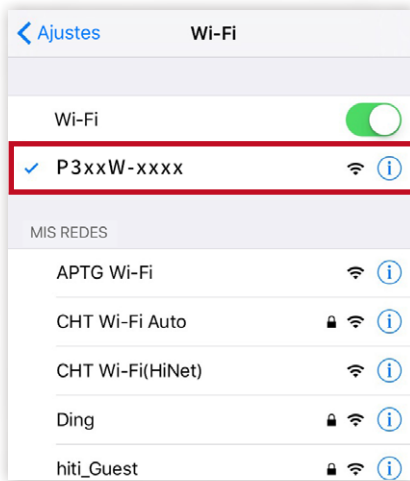 Ajustes Wi-Fi
Wi-Fi
P3xxW-xxxx
MIS REDES
APTG Wi-Fi
CHT Wi-Fi Auto
CHT Wi-Fi(HiNet)
Ding
hiti_Guest